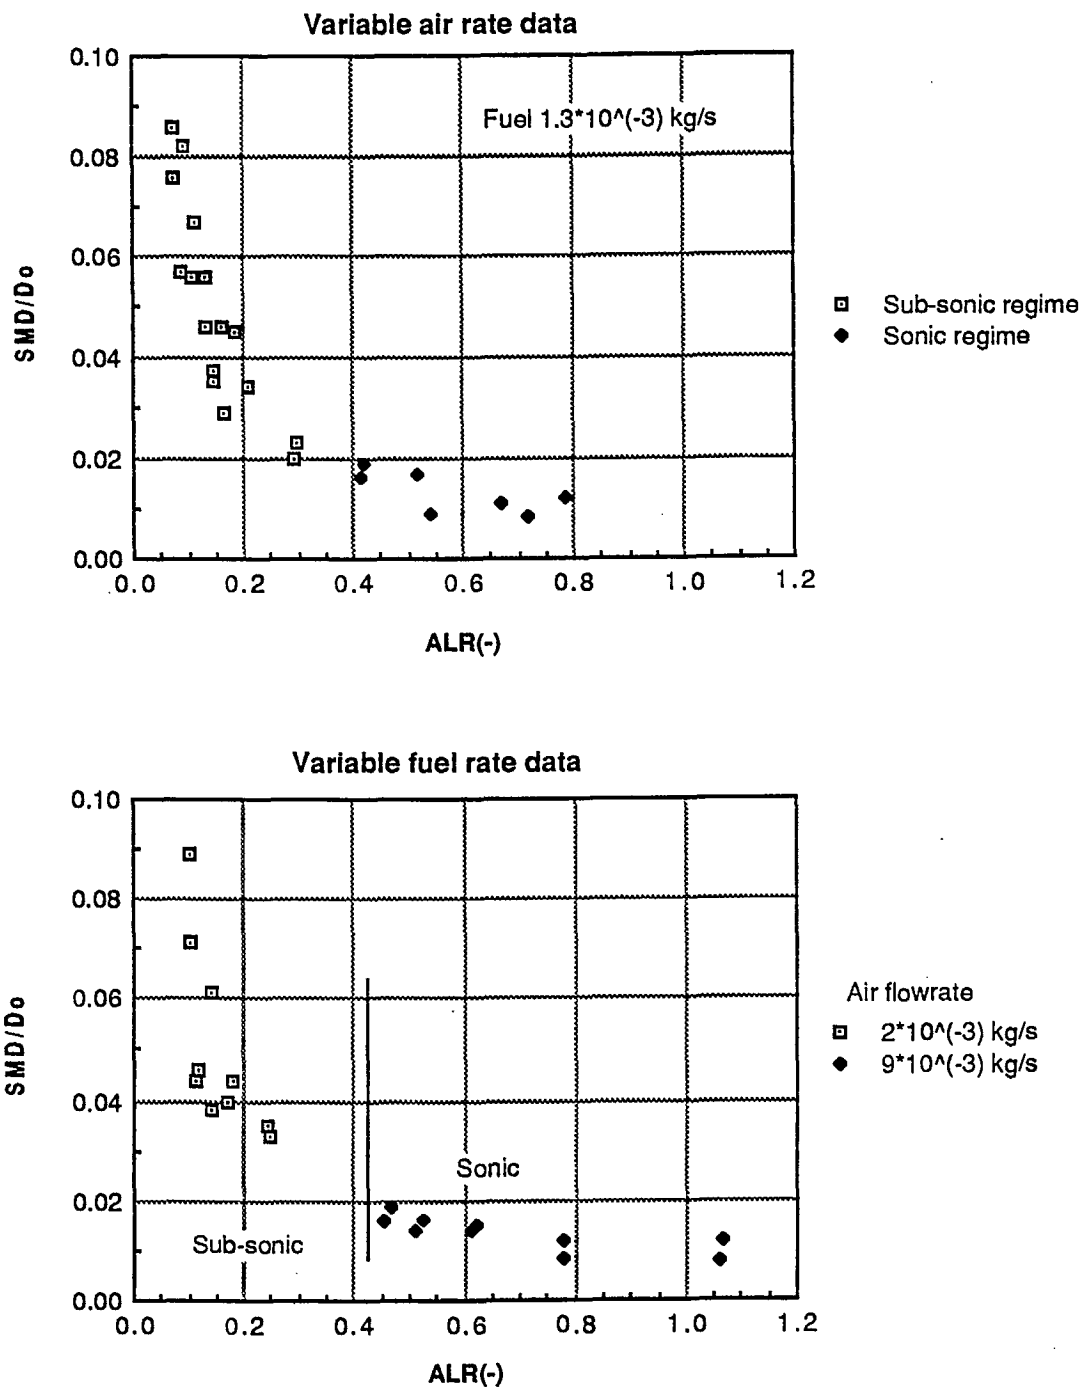 Variable air rate data
0.10
Fuel 1.3*10^(-3) kg/s
0.08
0.06
SMD/Do
Sub-sonic regime
Sonic regime
0.04
0.02
0.00
0.0 0.2 0.4 0.6 0.8 1.0 1.2
ALR(-)
Variable fuel rate data
0.10
0.08
0.06
SMD/Do
Air flowrate
2*10^(-3) kg/s
9*10^(-3) kg/s
0.04
Sonic
0.02
Sub-sonic
0.00
0.0 0.2 0.4 0.6 0.8 1.0 1.2
ALR(-)